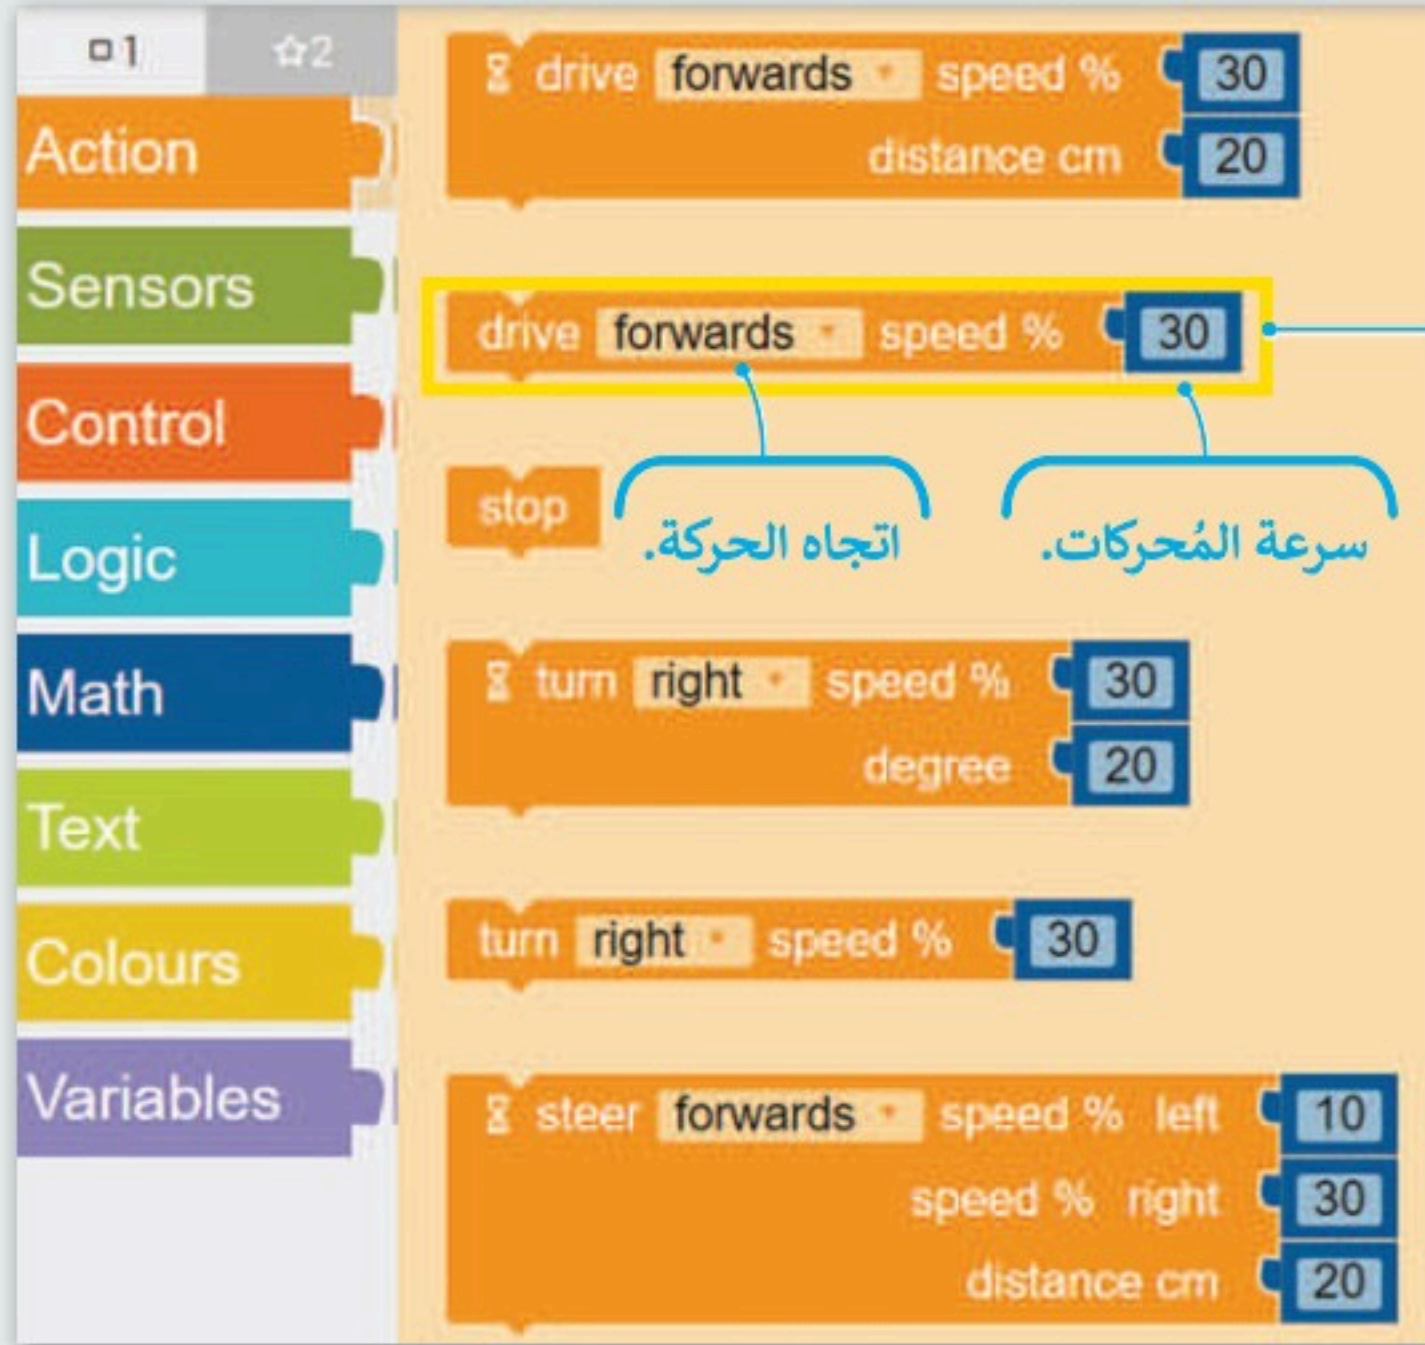 1
☆2
Action
Sensors
Control
Logic
Math
Text
Colours
Variables
drive forwards speed % 30
distance cm 20
drive forwards speed % 30
stop
اتجاه الحركة.
سرعة المُحركات.
turn right speed % 30
degree 20
turn right speed % 30
steer forwards speed % left 10
speed % right 30
distance cm 20